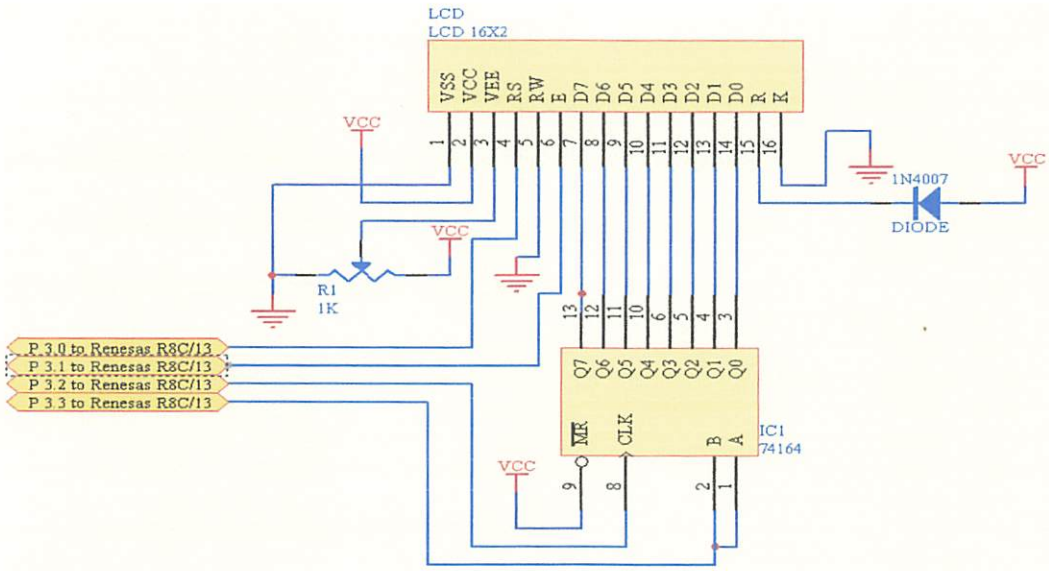 LCD
LCD 16X2
VSS VCC VEE RS RW E D7 D6 D5 D4 D3 D2 D1 D0 R K
1 2 3 4 5 6 7 8 9 10 11 12 13 14 15 16
VCC
1N4007
VCC
DIODE
VCC
R1
1K
13 12 11 10 6 5 4 3
P 3.0 to Renesas R8C/13
P 3.1 to Renesas R8C/13
P 3.2 to Renesas R8C/13
P 3.3 to Renesas R8C/13
Q7 Q6 Q5 Q4 Q3 Q2 Q1 Q0
MR CLK B A
IC1
74164
VCC
9 8 2 1